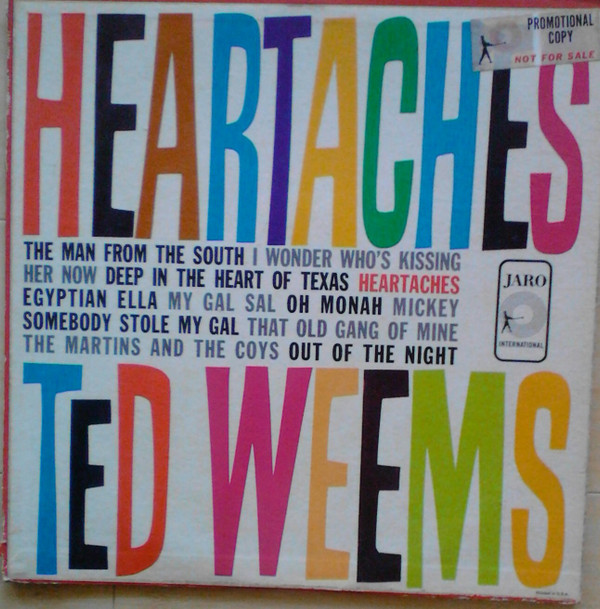 HEARTACHES
PROMOTIONAL
COPY
NOT FOR SALE
THE MAN FROM THE SOUTH I WONDER WHO'S KISSING
HER NOW DEEP IN THE HEART OF TEXAS HEARTACHES
EGYPTIAN ELLA MY GAL SAL OH MONAH MICKEY
SOMEBODY STOLE MY GAL THAT OLD GANG OF MINE
THE MARTINS AND THE COYS OUT OF THE NIGHT
JARO
INTERNATIONAL
TED WEEMS